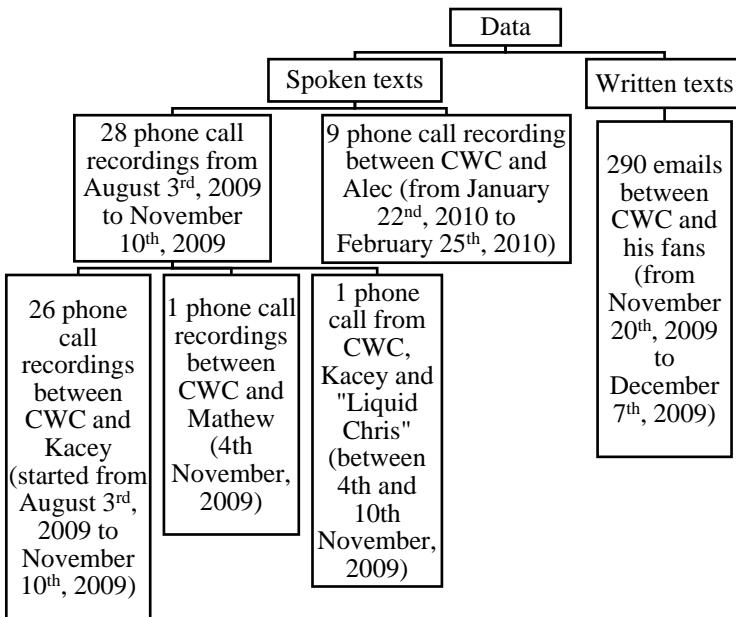 Data
Spoken texts
Written texts
28 phone call
recordings from
August 3rd, 2009
to November
10th, 2009
9 phone call recording
between CWC and
Alec (from January
22nd, 2010 to
February 25th, 2010)
290 emails
between
CWC and
his fans
(from
November
20th, 2009
to
December
7th, 2009)
26 phone
call
recordings
between
CWC and
Kacey
(started from
August 3rd,
2009 to
November
10th, 2009)
1 phone call
recordings
between
CWC and
Mathew
(4th
November,
2009)
1 phone
call from
CWC,
Kacey and
"Liquid
Chris"
(between
4th and
10th
November,
2009)